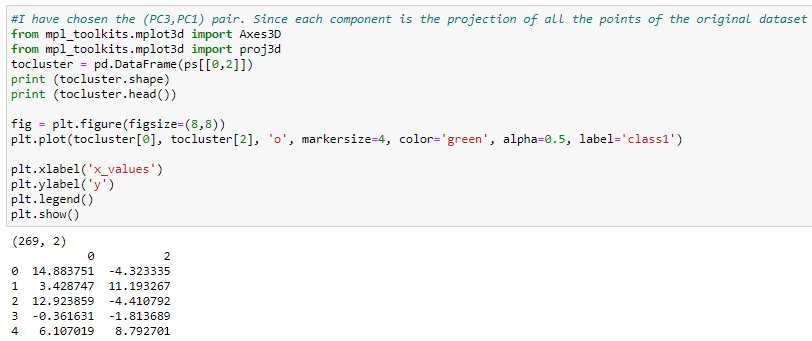 #I have chosen the (PC3,PC1) pair. Since each component is the projection of all the points of the original dataset
from mpl_toolkits.mplot3d import Axes3D
from mpl_toolkits.mplot3d import proj3d
tocluster = pd.DataFrame(ps[[0,2]])
print (tocluster.shape)
print (tocluster.head())
fig = plt.figure(figsize=(8,8))
plt.plot(tocluster[0], tocluster[2], 'o', markersize=4, color='green', alpha=0.5, label='class1')
plt.xlabel('x_values')
plt.ylabel('y')
plt.legend()
plt.show()
(269, 2)
0 2
0 14.883751 -4.323335
1 3.428747 11.193267
2 12.923859 -4.410792
3 -0.361631 -1.813689
4 6.107019 8.792701